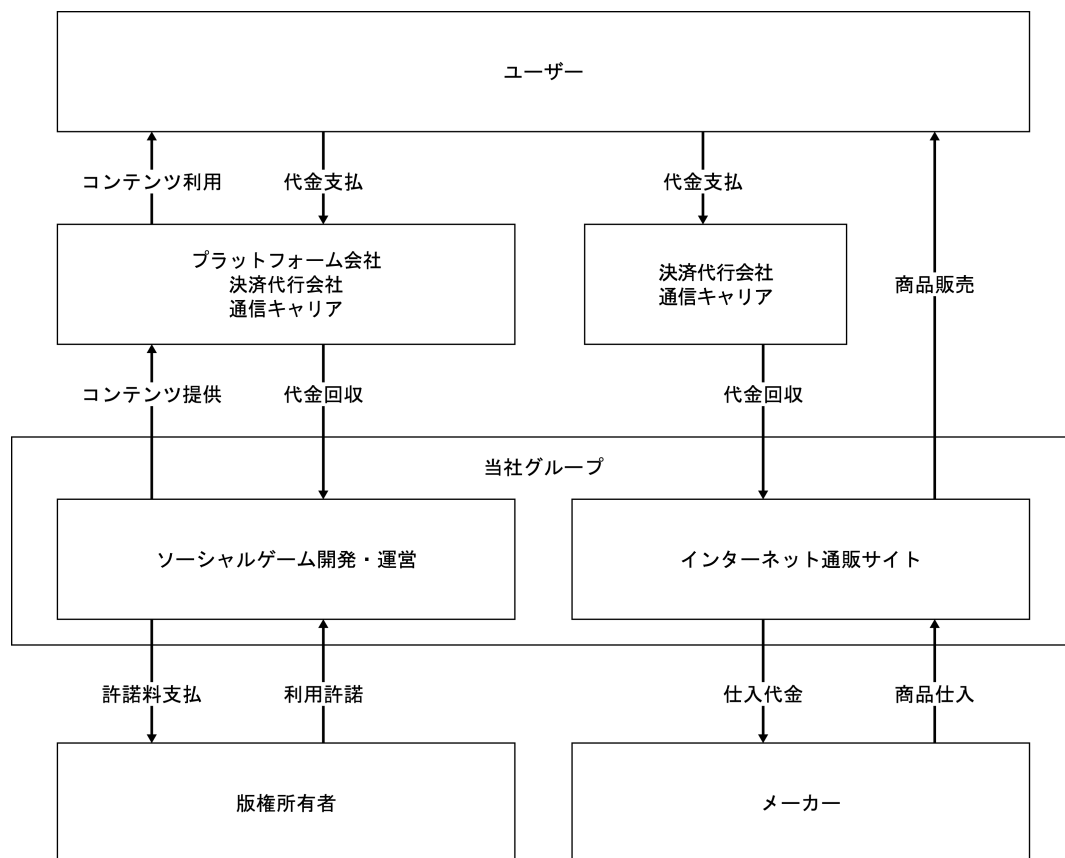 ユーザー
コンテンツ利用
代金支払
代金支払
プラットフォーム会社
決済代行会社
通信キャリア
決済代行会社
通信キャリア
商品販売
コンテンツ提供
代金回収
代金回収
当社グループ
ソーシャルゲーム開発・運営
インターネット通販サイト
許諾料支払
利用許諾
仕入代金
商品仕入
版権所有者
メーカー